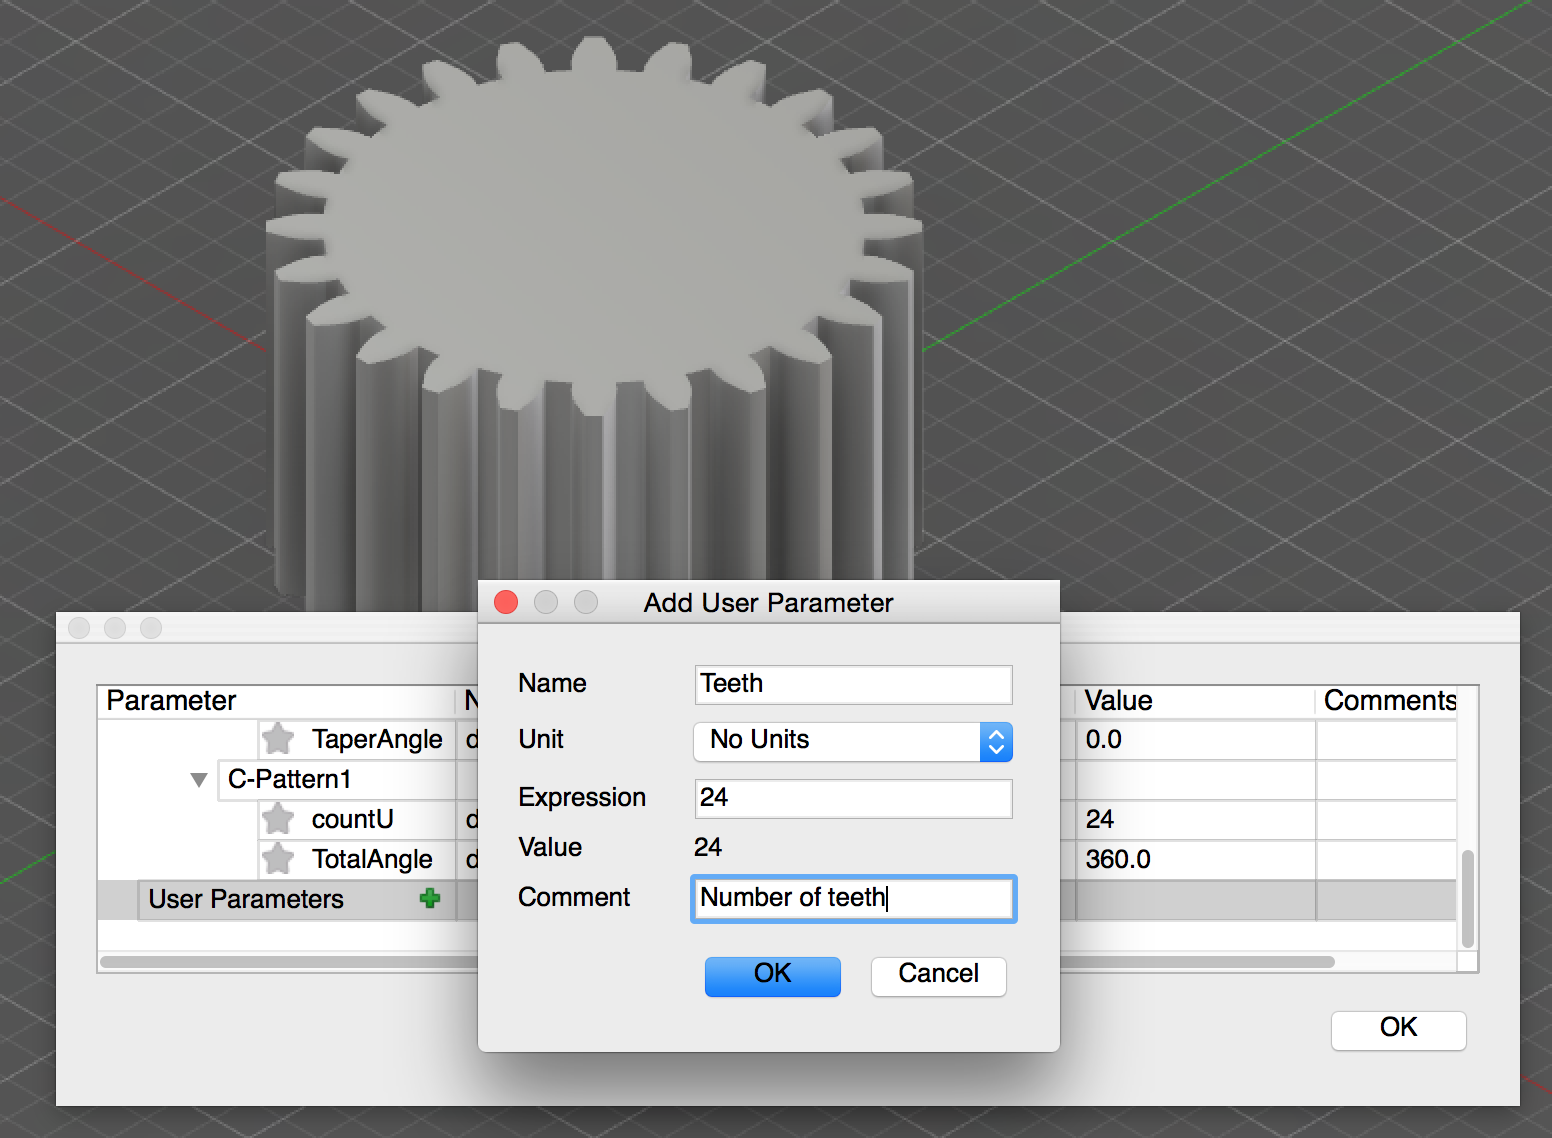 Add User Parameter
Name Teeth
Unit No Units
Expression 24
Value 24
Comment Number of teeth
OK Cancel
Parameter N Value Comments
TaperAngle d 0.0
C-Pattern1
countU d 24
TotalAngle d 360.0
User Parameters
OK